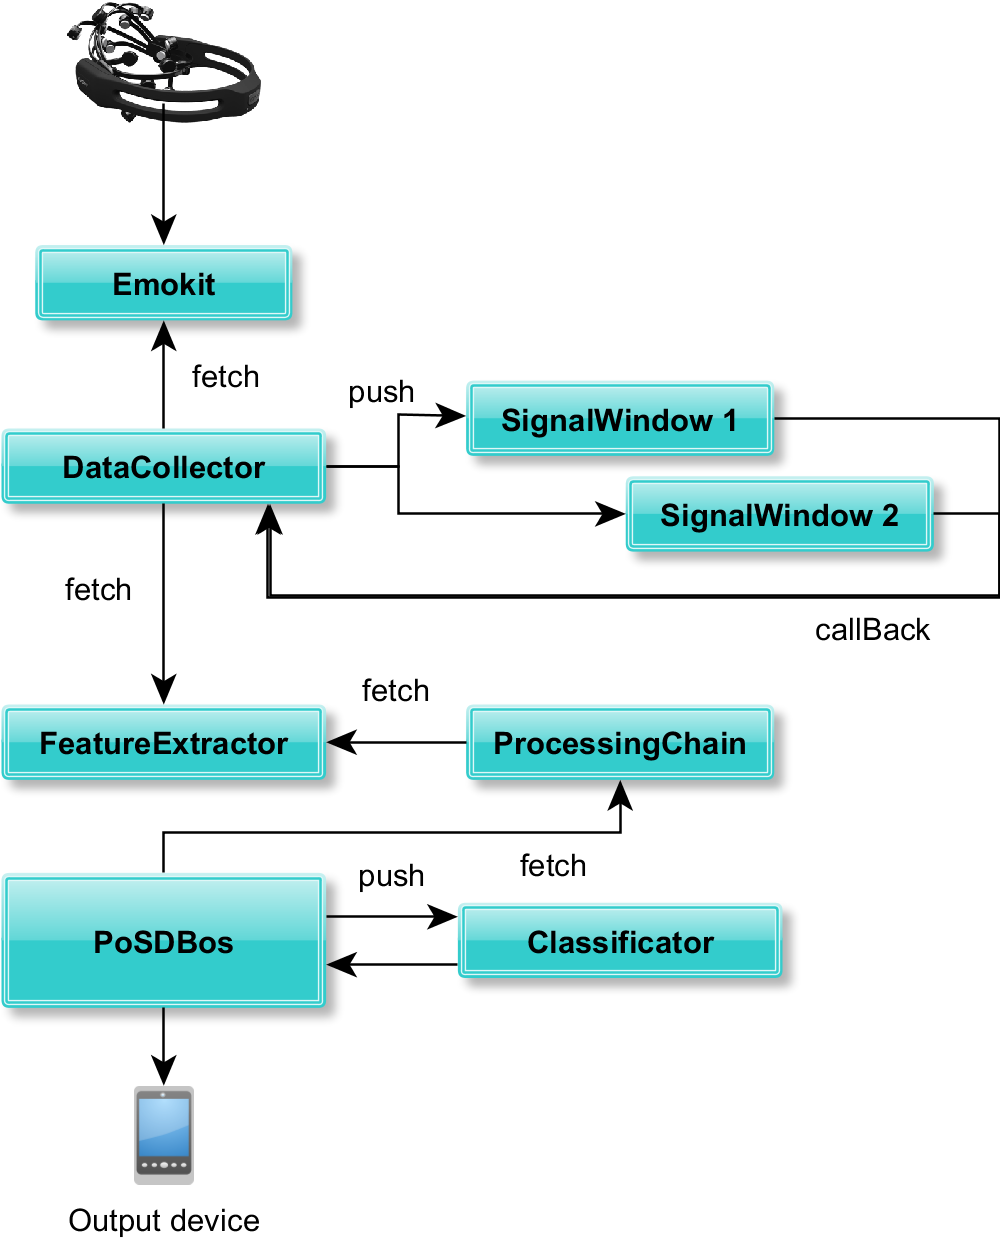 Emokit
fetch
push
SignalWindow 1
DataCollector
SignalWindow 2
fetch
callBack
fetch
FeatureExtractor
ProcessingChain
fetch
push
PoSDBos
Classificator
Output device